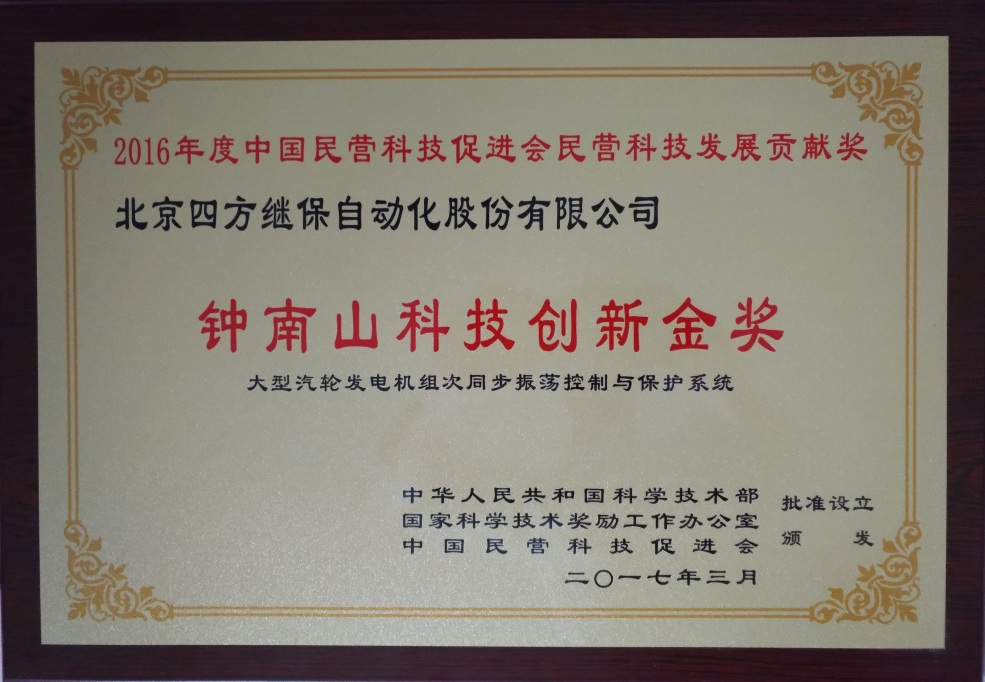 2016年度中国民营科技促进会民营科技发展贡献奖
北京四方继保自动化股份有限公司
钟南山科技创新金奖
大型汽轮发电机组次同步振荡控制与保护系统
中华人民共和国科学技术部
国家科学技术奖励工作办公室 批准设立
中国民营科技促进会 颁发
二〇一七年三月